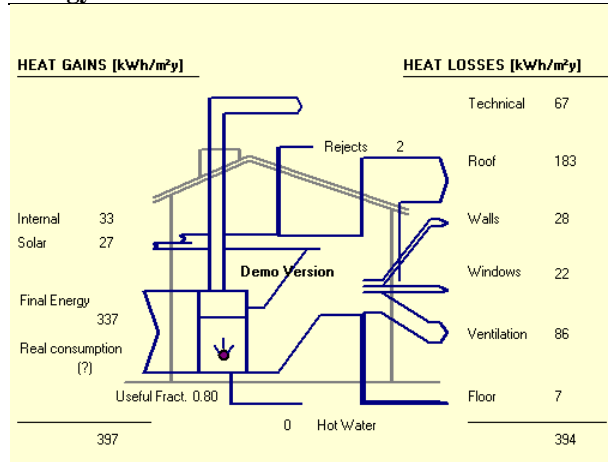 HEAT GAINS [kWh/m²y]
HEAT LOSSES [kWh/m²y]
Technical 67
Rejects 2
Roof 183
Internal 33
Walls 28
Solar 27
Demo Version
Windows 22
Final Energy
337
Ventilation 86
Real consumption
(?)
Useful Fract. 0.80
Floor 7
0 Hot Water
397
394